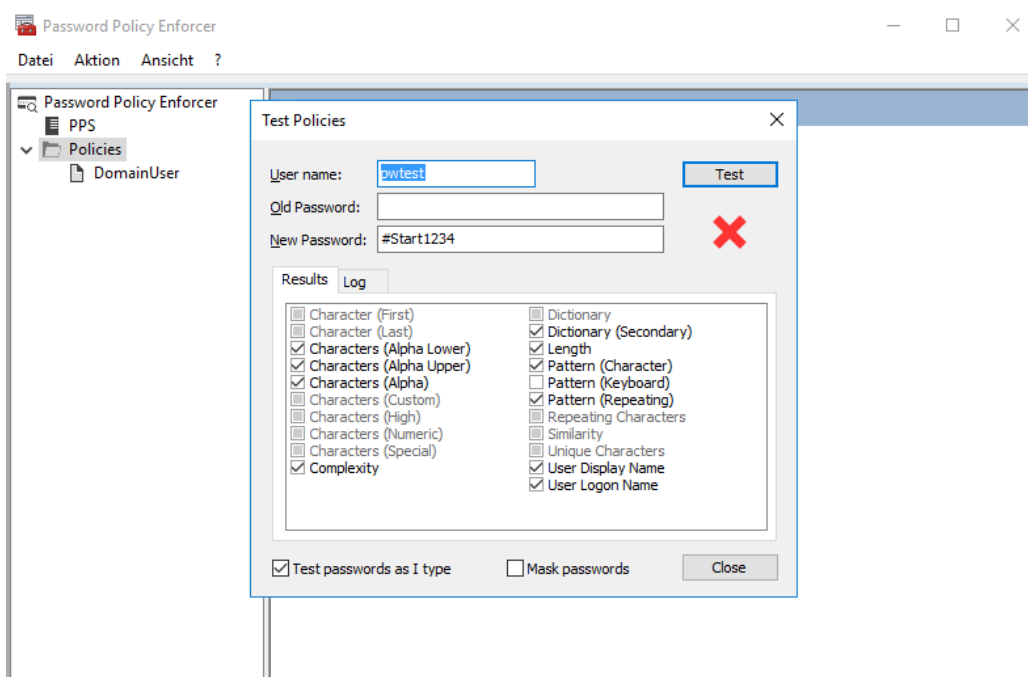 Password Policy Enforcer
Datei Aktion Ansicht ?
Password Policy Enforcer
PPS
Policies
DomainUser
Test Policies
User name: pwtest Test
Old Password:
New Password: #Start1234
Results Log
Character (First)
Character (Last)
Characters (Alpha Lower)
Characters (Alpha Upper)
Characters (Alpha)
Characters (Custom)
Characters (High)
Characters (Numeric)
Characters (Special)
Complexity
Dictionary
Dictionary (Secondary)
Length
Pattern (Character)
Pattern (Keyboard)
Pattern (Repeating)
Repeating Characters
Similarity
Unique Characters
User Display Name
User Logon Name
Test passwords as I type Mask passwords Close